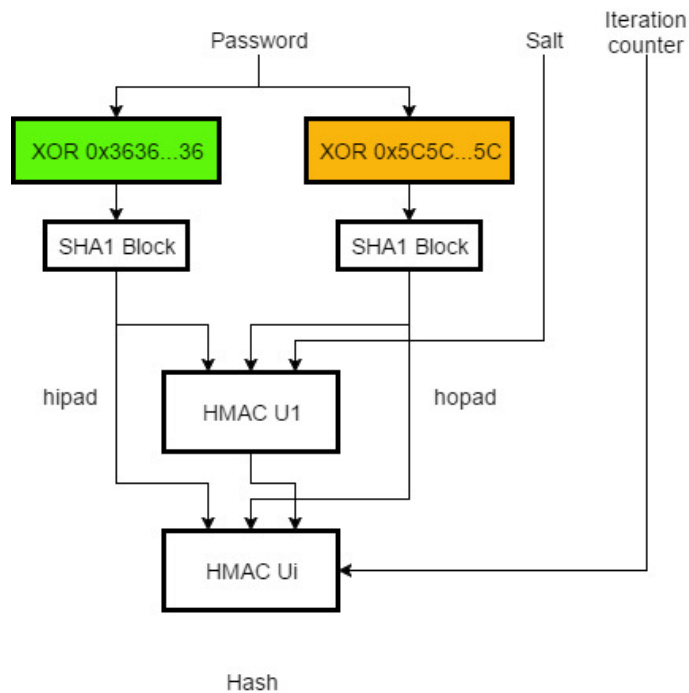 Password
Salt
Iteration
counter
XOR 0x3636...36
XOR 0x5C5C...5C
SHA1 Block
SHA1 Block
hipad
hopad
HMAC U1
HMAC Ui
Hash